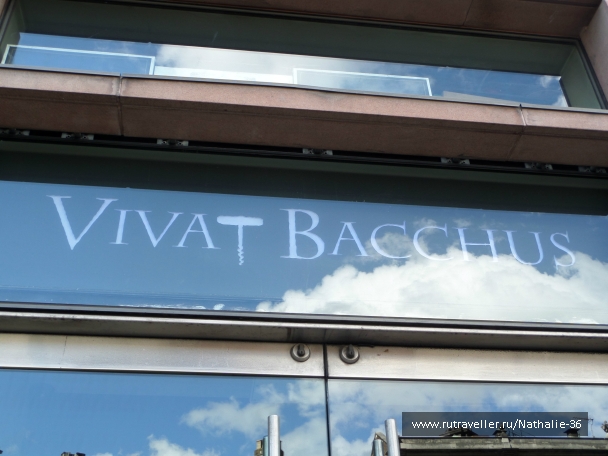 VIVAT BACCHUS
www.rutraveller.ru/Nathalie-36